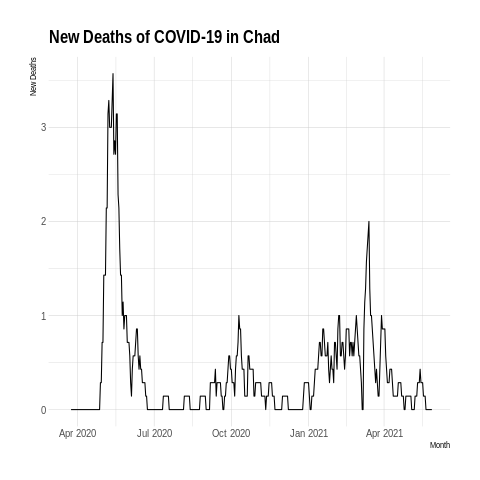 New Deaths of COVID-19 in Chad
New Deaths
3
2
1
0
Apr 2020 Jul 2020 Oct 2020 Jan 2021 Apr 2021
Month